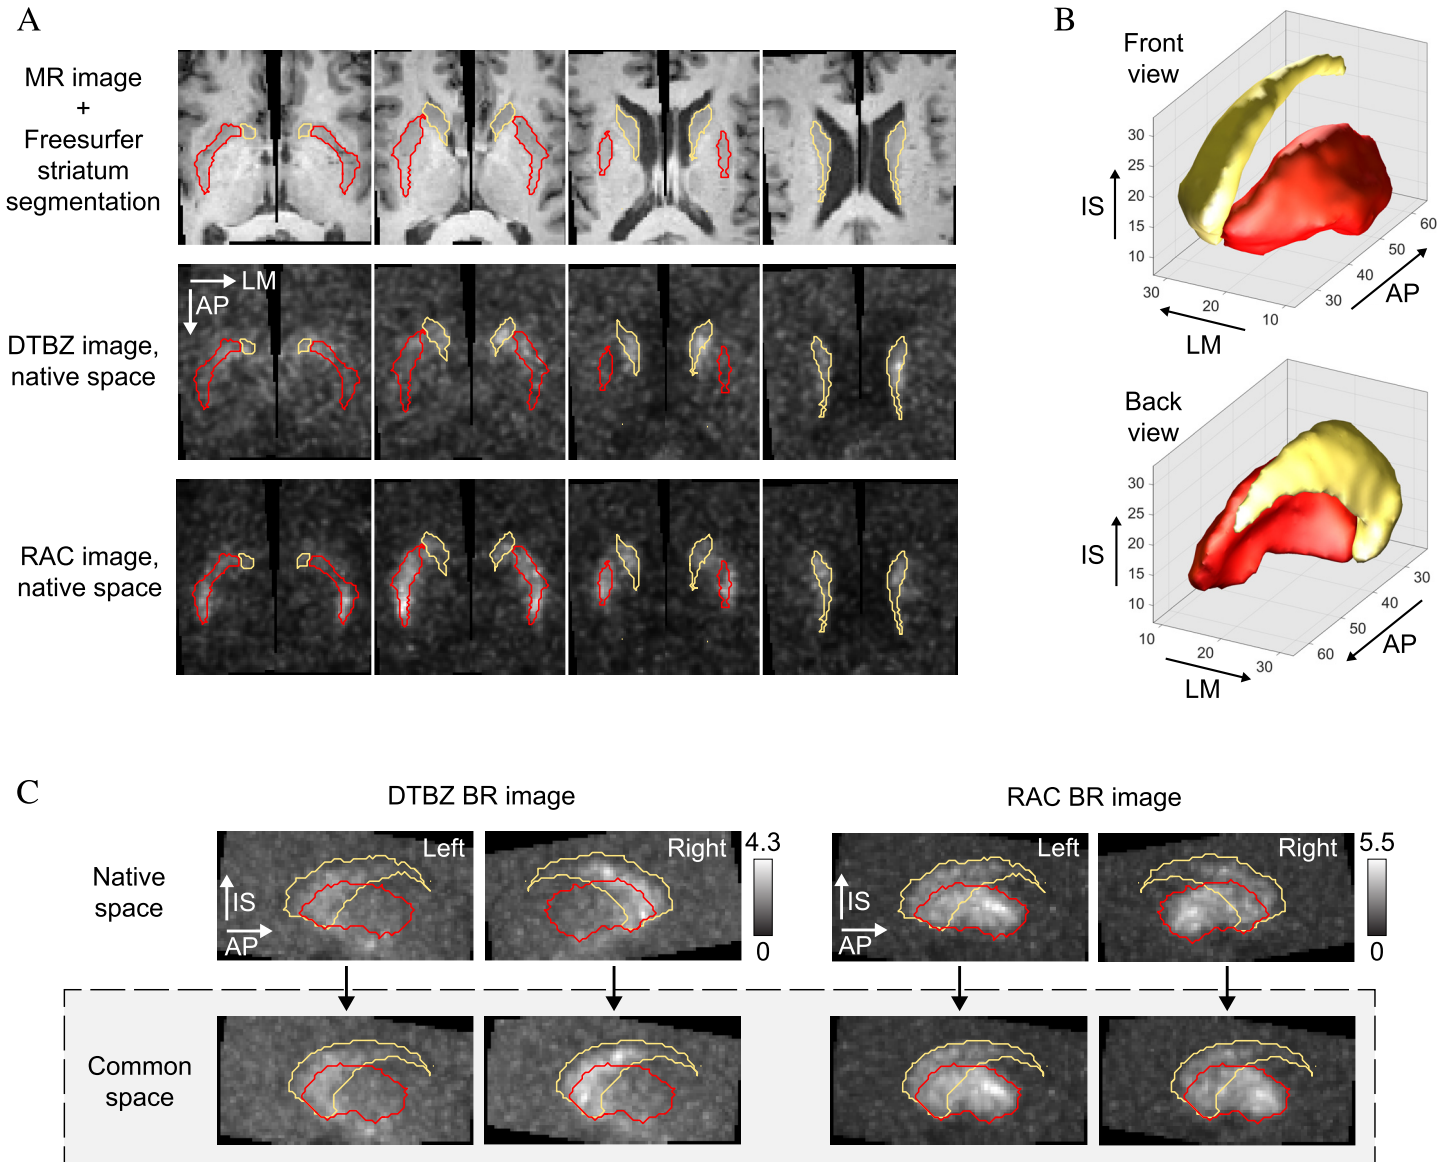 A
MR image
+
Freesurfer
striatum
segmentation
LM
AP
DTBZ image,
native space
RAC image,
native space
B
Front
view
30
25
20
15
10
IS
30
20
10
LM
30
40
50
60
AP
Back
view
30
25
20
15
10
IS
10
20
30
LM
60
50
40
30
AP
C
DTBZ BR image
RAC BR image
Native
space
Left
IS
AP
Right
4.3
0
Left
IS
AP
Right
5.5
0
Common
space